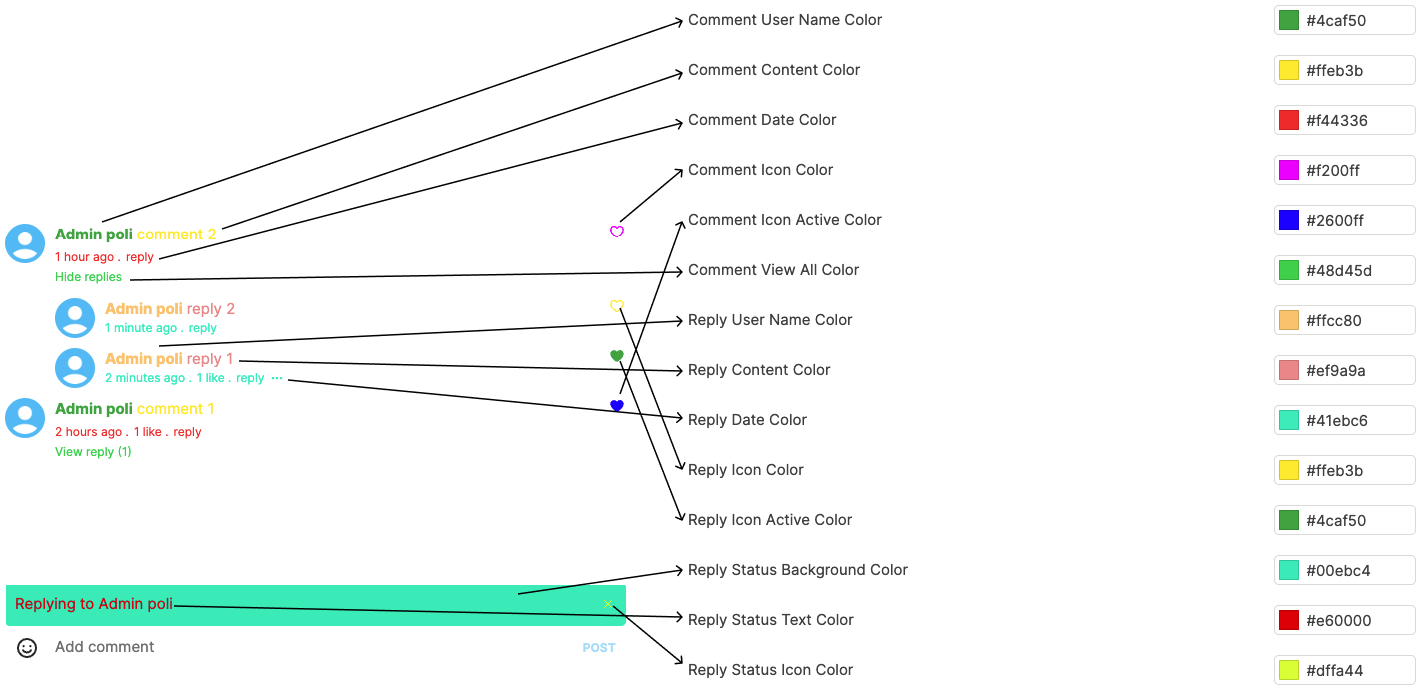 Comment User Name Color #4caf50
Comment Content Color #ffeb3b
Comment Date Color #f44336
Comment Icon Color #f200ff
Comment Icon Active Color #2600ff
Admin poli comment 2
1 hour ago . reply
Comment View All Color #48d45d
Hide replies
Admin poli reply 2
Reply User Name Color #ffcc80
1 minute ago . reply
Admin poli reply 1
Reply Content Color #ef9a9a
2 minutes ago . 1 like . reply ···
Admin poli comment 1
Reply Date Color #41ebc6
2 hours ago . 1 like . reply
View reply (1)
Reply Icon Color #ffeb3b
Reply Icon Active Color #4caf50
Reply Status Background Color #00ebc4
Replying to Admin poli ×
Reply Status Text Color #e60000
Add comment POST
Reply Status Icon Color #dffa44